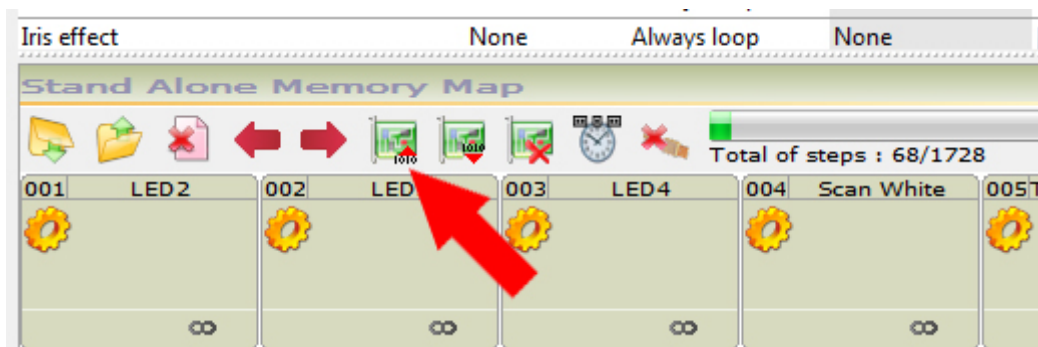 Iris effect None Always loop None
Stand Alone Memory Map
Total of steps : 68/1728
001 LED2 002 LED 003 LED4 004 Scan White 005